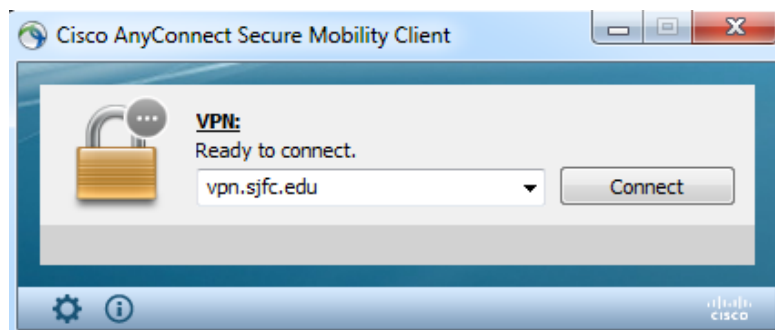 Cisco AnyConnect Secure Mobility Client
VPN:
Ready to connect.
vpn.sjfc.edu
Connect
CISCO